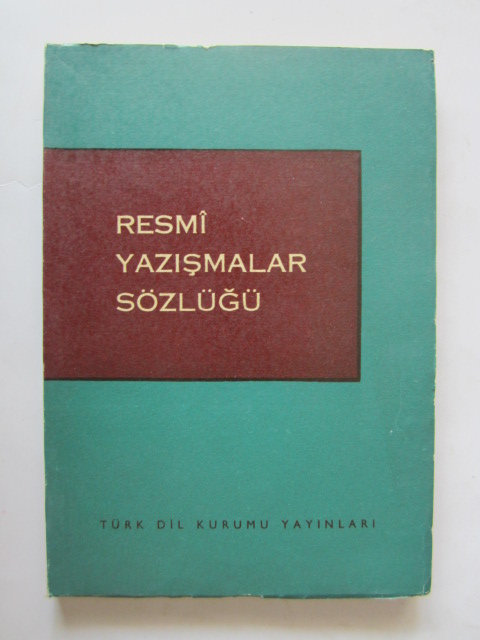 RESMÎ
YAZIŞMALAR
SÖZLÜĞÜ
TÜRK DİL KURUMU YAYINLARI